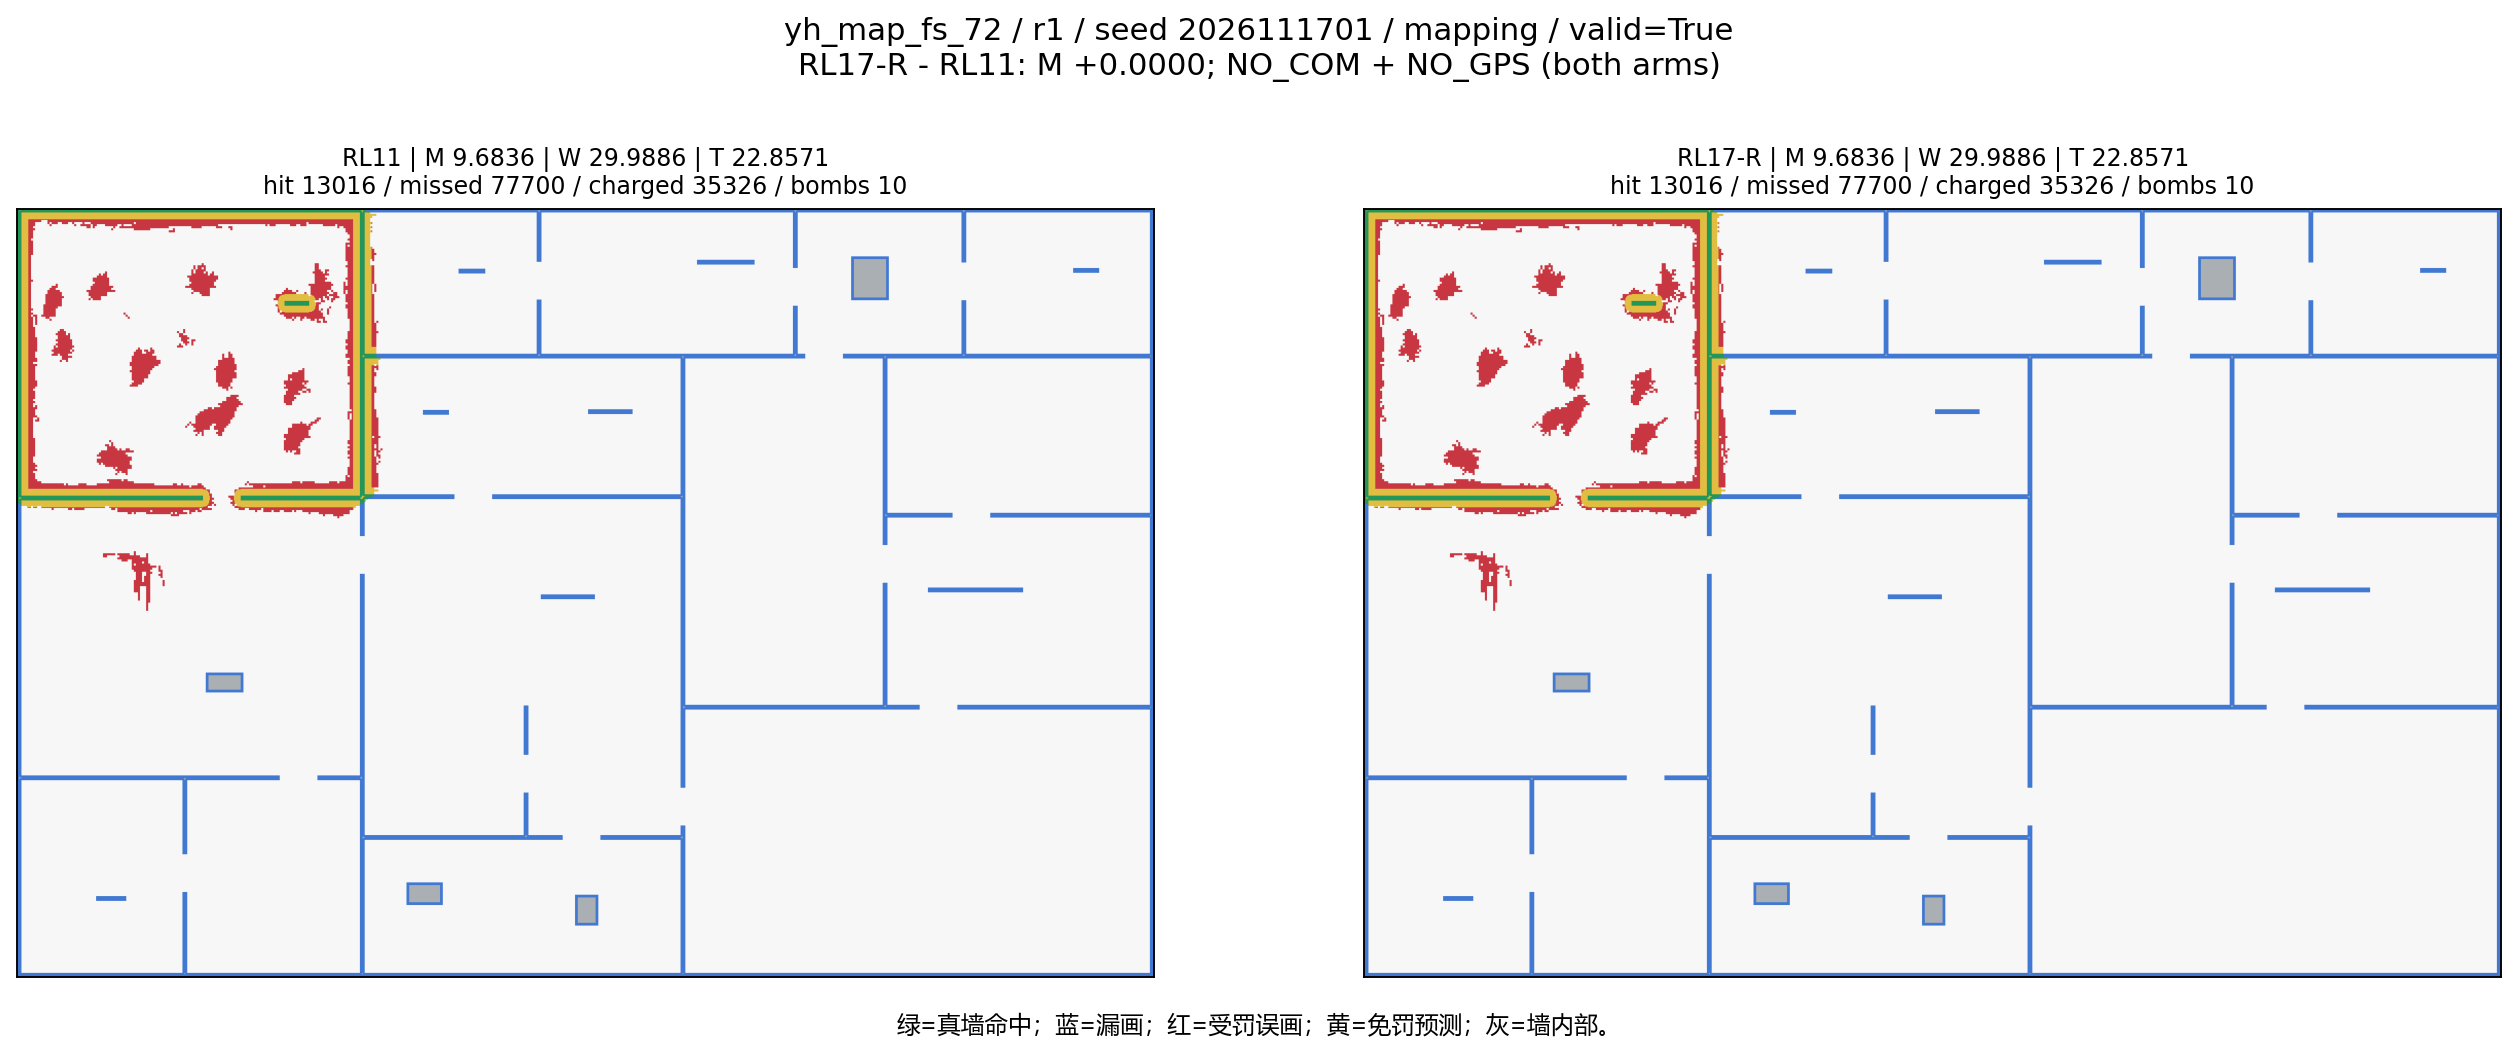 yh_map_fs_72 / r1 / seed 2026111701 / mapping / valid=True
RL17-R - RL11: M +0.0000; NO_COM + NO_GPS (both arms)
RL11 | M 9.6836 | W 29.9886 | T 22.8571
hit 13016 / missed 77700 / charged 35326 / bombs 10
RL17-R | M 9.6836 | W 29.9886 | T 22.8571
hit 13016 / missed 77700 / charged 35326 / bombs 10
绿=真墙命中；蓝=漏画；红=受罚误画；黄=免罚预测；灰=墙内部。